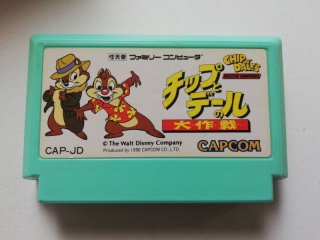 任天堂 ファミリーコンピュータ
CHIP 'N DALE'S
RESCUE RANGERS
チップと
デールの
大作戦
© The Walt Disney Company
Produced by 1990 CAPCOM CO., LTD.
CAP-JD
CAPCOM